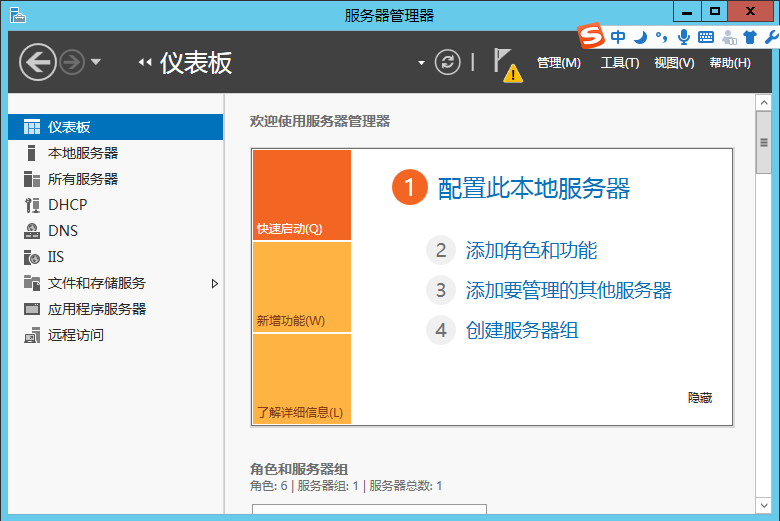 服务器管理器
中
仪表板
管理(M) 工具(T) 视图(V) 帮助(H)
仪表板
本地服务器
所有服务器
DHCP
DNS
IIS
文件和存储服务
应用程序服务器
远程访问
欢迎使用服务器管理器
快速启动(Q)
新增功能(W)
了解详细信息(L)
1 配置此本地服务器
2 添加角色和功能
3 添加要管理的其他服务器
4 创建服务器组
隐藏
角色和服务器组
角色: 6 | 服务器组: 1 | 服务器总数: 1